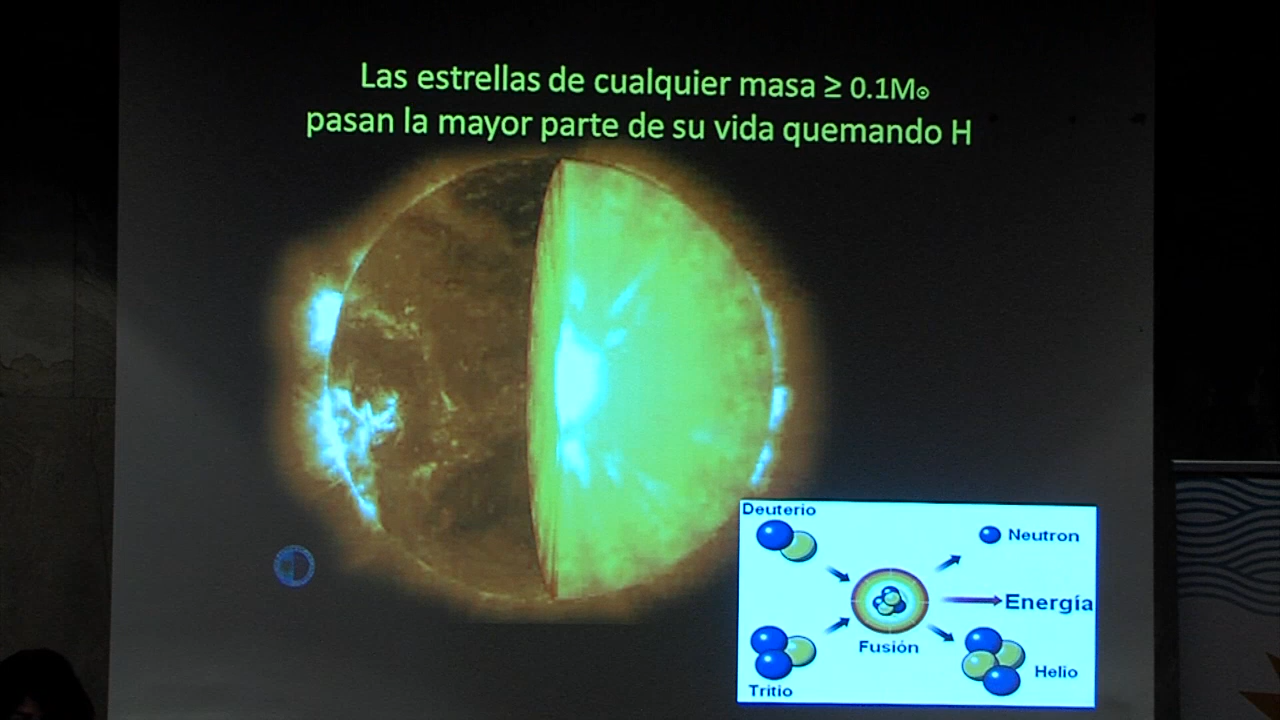 Las estrellas de cualquier masa ≥ 0.1M☉
pasan la mayor parte de su vida quemando H
Deuterio
Neutron
Energía
Fusión
Helio
Tritio